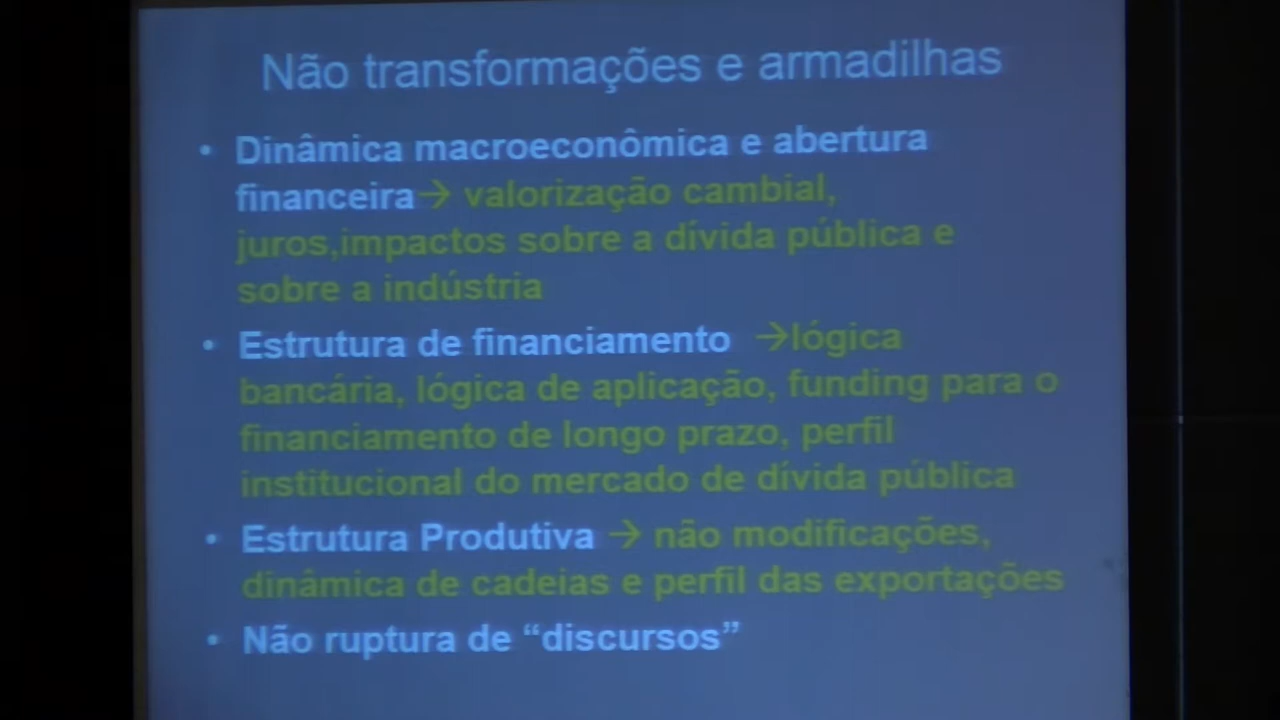 Não transformações e armadilhas
• Dinâmica macroeconômica e abertura
financeira→ valorização cambial,
juros,impactos sobre a dívida pública e
sobre a indústria
• Estrutura de financiamento →lógica
bancária, lógica de aplicação, funding para o
financiamento de longo prazo, perfil
institucional do mercado de dívida pública
• Estrutura Produtiva → não modificações,
dinâmica de cadeias e perfil das exportações
• Não ruptura de “discursos”